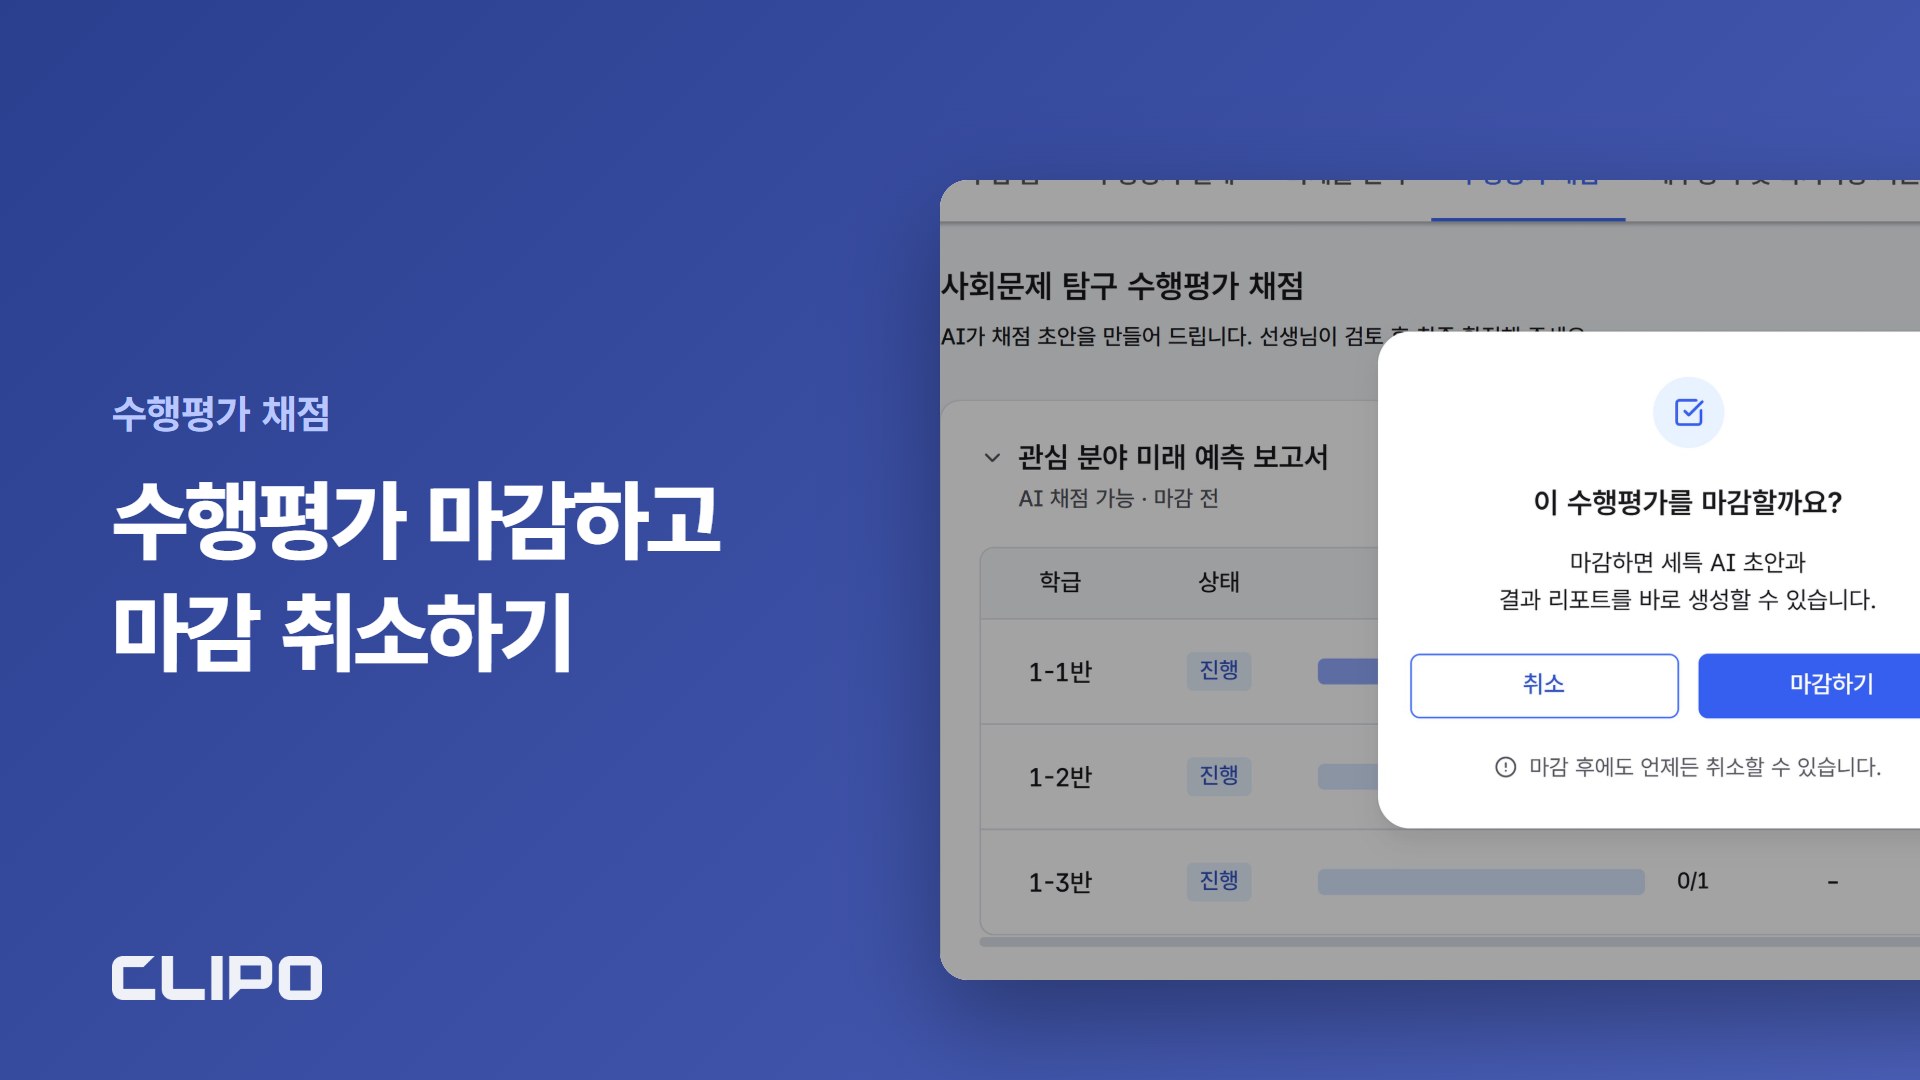 수행평가 채점
수행평가 마감하고
마감 취소하기
CLIPO
사회문제 탐구 수행평가 채점
AI가 채점 초안을 만들어 드립니다. 선생님이 검토
관심 분야 미래 예측 보고서
AI 채점 가능 · 마감 전
학급 상태
1-1반 진행
1-2반 진행
1-3반 진행 0/1 -
이 수행평가를 마감할까요?
마감하면 세특 AI 초안과
결과 리포트를 바로 생성할 수 있습니다.
취소 마감하기
마감 후에도 언제든 취소할 수 있습니다.